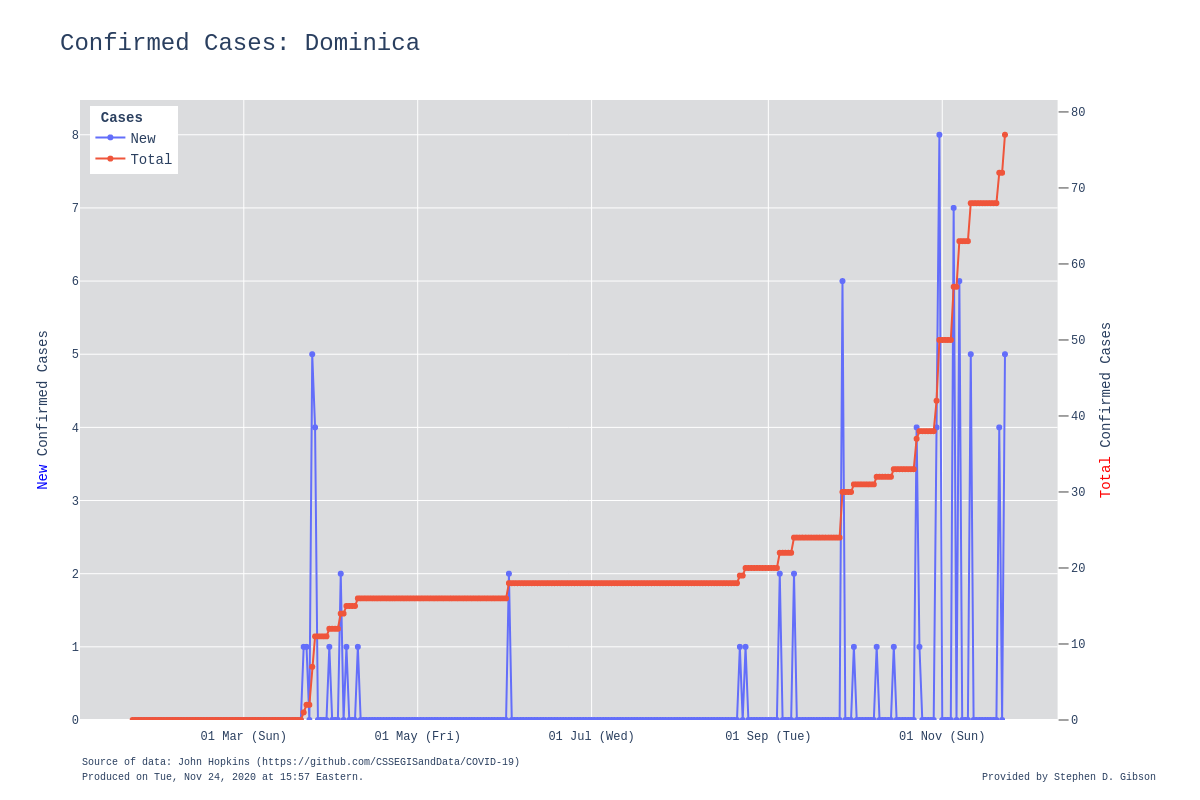 Confirmed Cases: Dominica
Cases
New
Total
8
7
6
5
4
3
2
1
0
80
70
60
50
40
30
20
10
0
New Confirmed Cases
Total Confirmed Cases
01 Mar (Sun)
01 May (Fri)
01 Jul (Wed)
01 Sep (Tue)
01 Nov (Sun)
Source of data: John Hopkins (https://github.com/CSSEGISandData/COVID-19)
Produced on Tue, Nov 24, 2020 at 15:57 Eastern.
Provided by Stephen D. Gibson